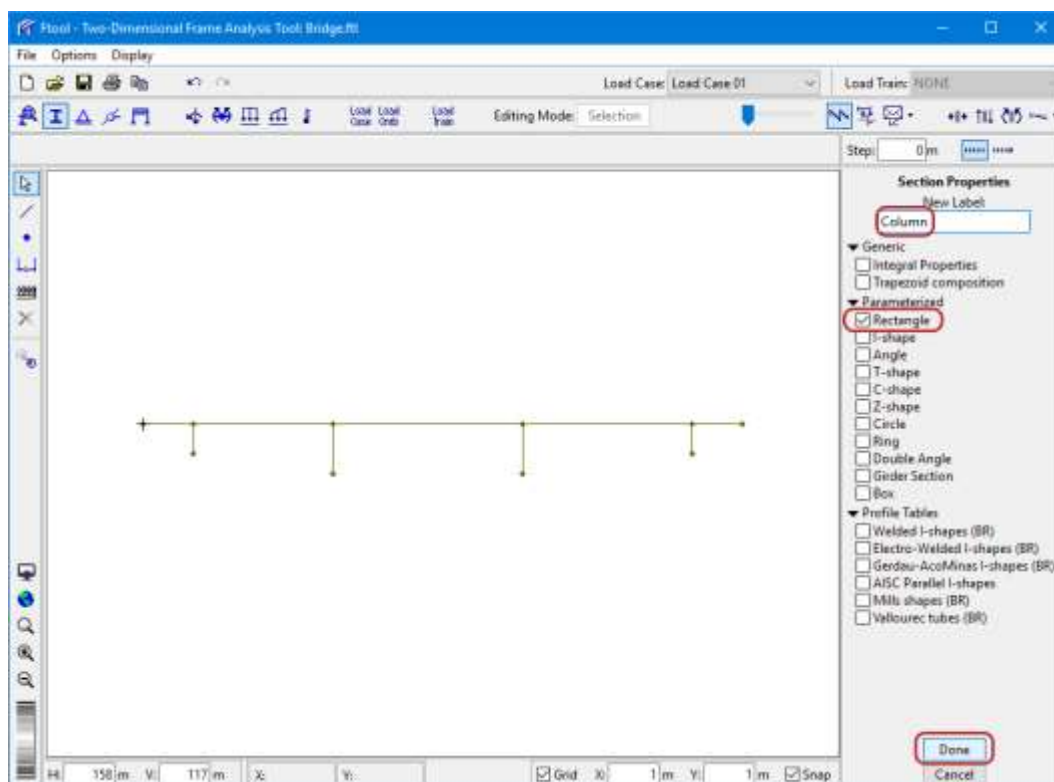 Ftool - Two-Dimensional Frame Analysis Tool: Bridge.ftl
File Options Display
Load Case: Load Case 01 Load Train: NONE
Load Case Load Comb Load Train Editing Mode: Selection
Step: 0 m
Section Properties
New Label:
Column
Generic
Integral Properties
Trapezoid composition
Parameterized
Rectangle
I-shape
Angle
T-shape
C-shape
Z-shape
Circle
Ring
Double Angle
Girder Section
Box
Profile Tables
Welded I-shapes (BR)
Electro-Welded I-shapes (BR)
Gerdau-AcoMinas I-shapes (BR)
AISC Parallel I-shapes
Mills shapes (BR)
Vallourec tubes (BR)
Done
Cancel
H: 158 m V: 117 m X: Y: Grid X: 1 m Y: 1 m Snap